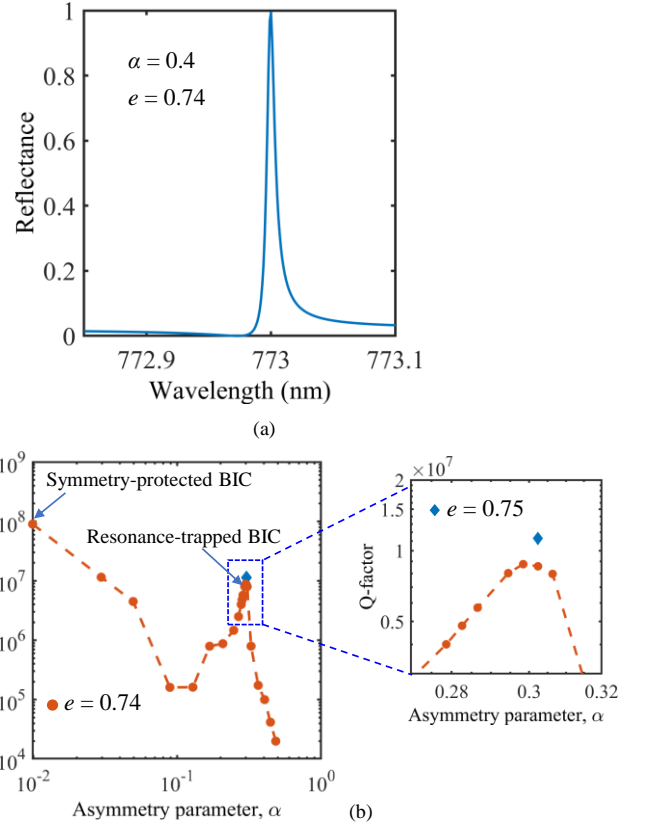 1
0.8
0.6
0.4
0.2
0
Reflectance
α = 0.4
e = 0.74
772.9
773
773.1
Wavelength (nm)
(a)
10^9
10^8
10^7
10^6
10^5
10^4
Symmetry-protected BIC
Resonance-trapped BIC
e = 0.74
10^-2
10^-1
10^0
Asymmetry parameter, α
(b)
×10^7
2
1.5
1
0.5
Q-factor
e = 0.75
0.28
0.3
0.32
Asymmetry parameter, α